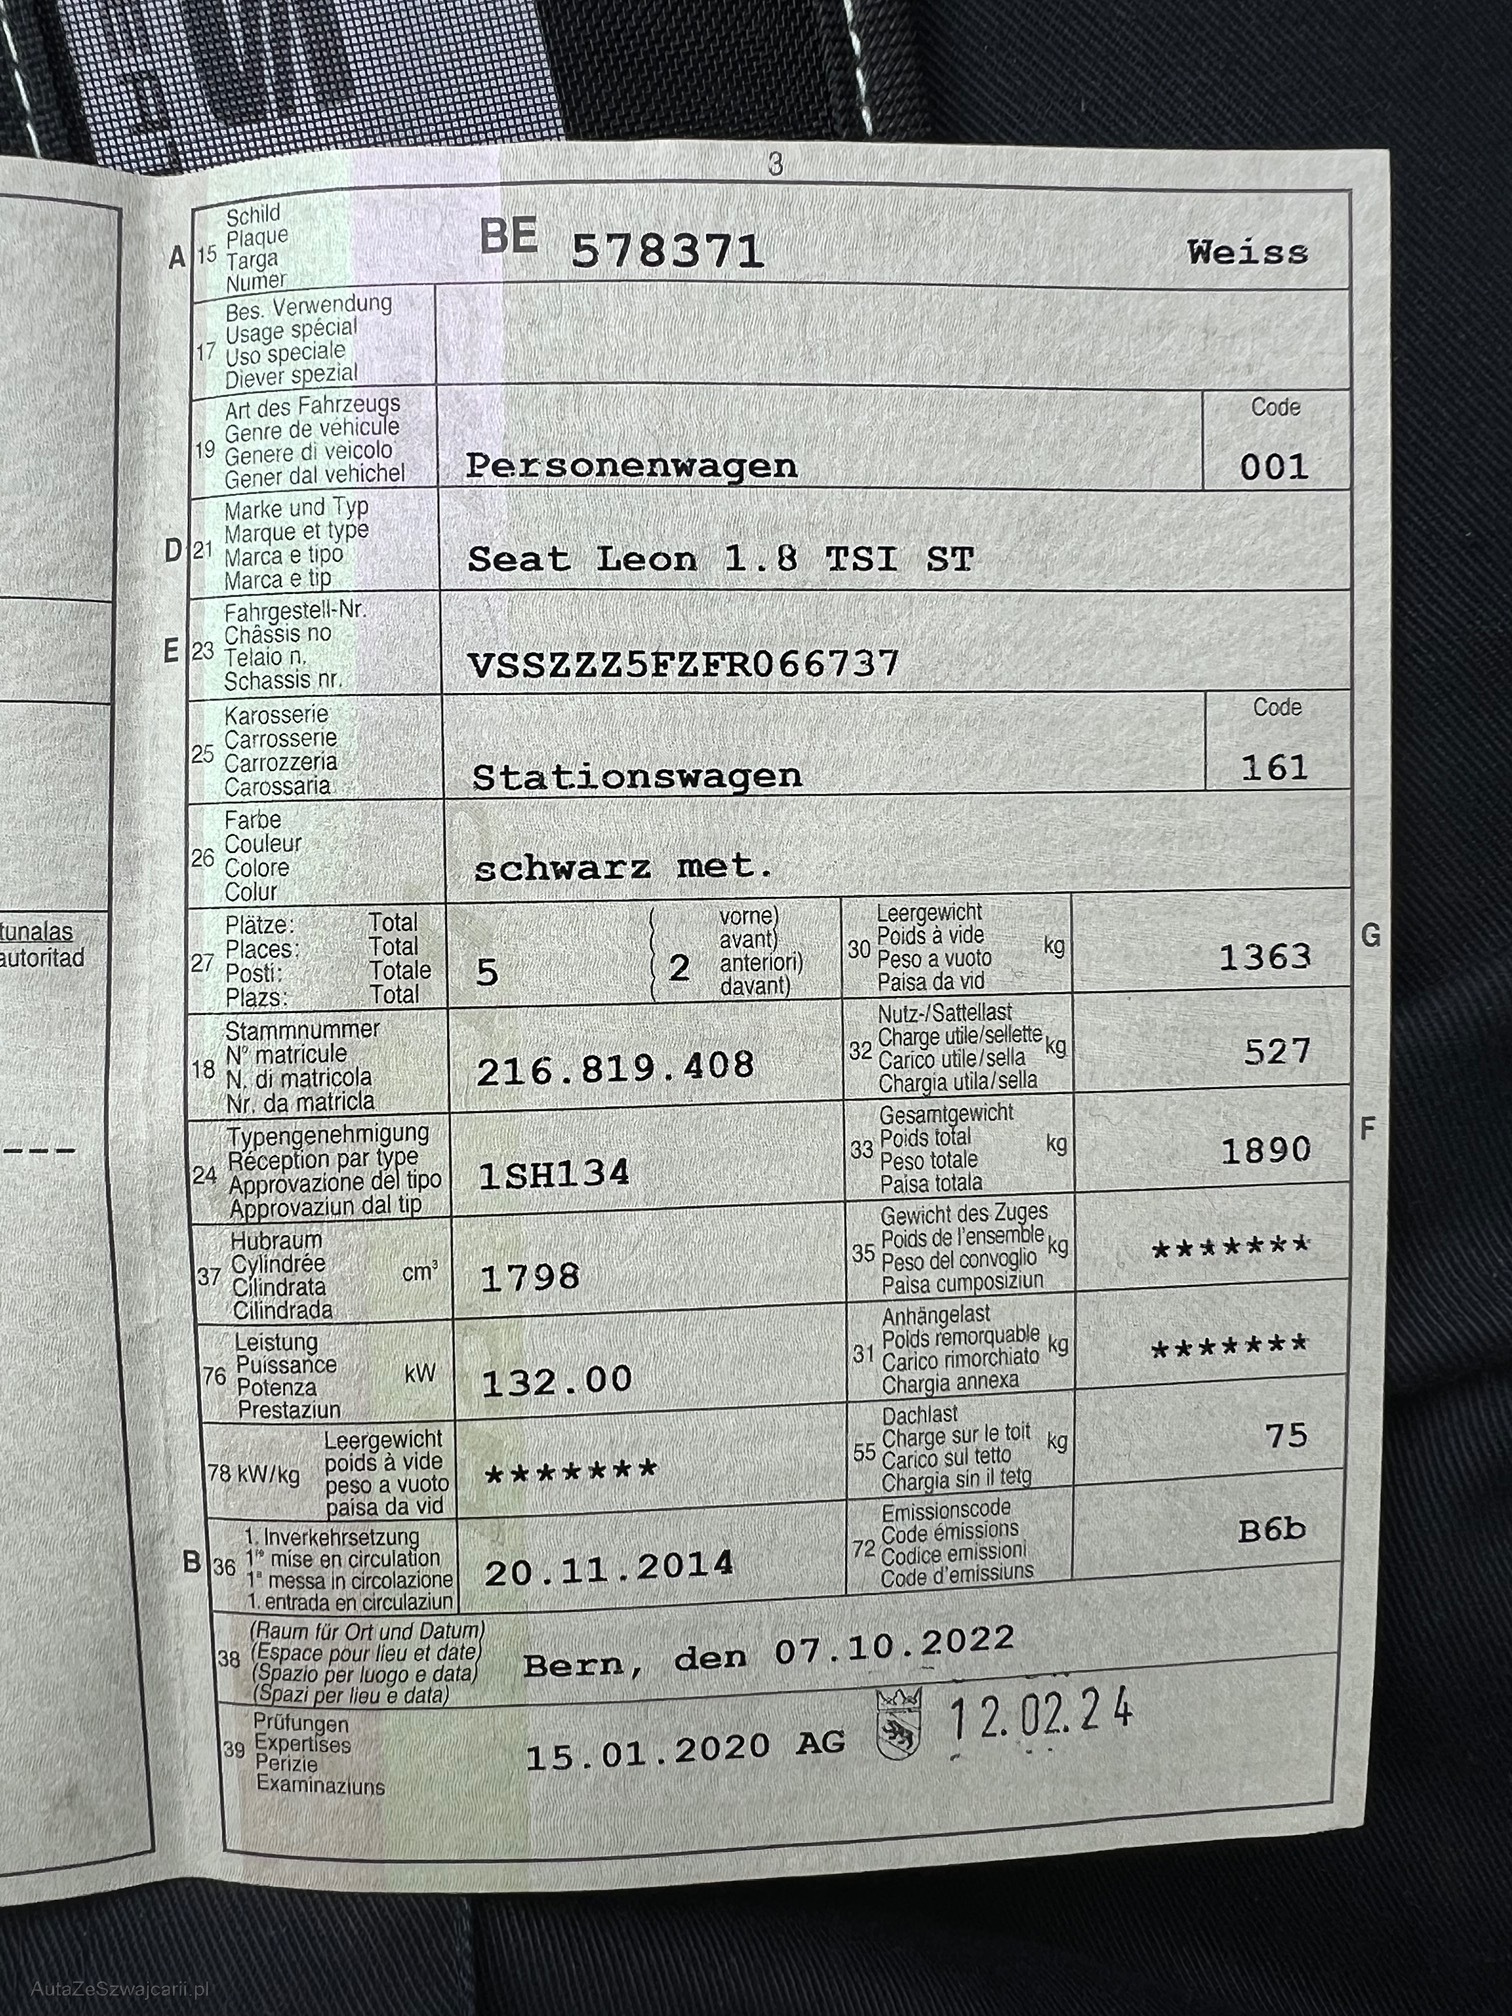 3
A 15 Schild
Plaque
Targa
Numer
BE 578371 Weiss
17 Bes. Verwendung
Usage spécial
Uso speciale
Diever spezial
19 Art des Fahrzeugs
Genre de véhicule
Genere di veicolo
Gener dal vehichel
Personenwagen
Code
001
D 21 Marke und Typ
Marque et type
Marca e tipo
Marca e tip
Seat Leon 1.8 TSI ST
E 23 Fahrgestell-Nr.
Châssis no
Telaio n.
Schassis nr.
VSSZZZ5FZFR066737
25 Karosserie
Carrosserie
Carrozzeria
Carossaria
Stationswagen
Code
161
26 Farbe
Couleur
Colore
Colur
schwarz met.
27 Plätze: Total
Places: Total
Posti: Totale
Plazs: Total
5
( 2 vorne)
( avant)
( anteriori)
( davant)
30 Leergewicht
Poids à vide kg
Peso a vuoto
Paisa da vid
1363
G
18 Stammnummer
N° matricule
N. di matricola
Nr. da matricla
216.819.408
32 Nutz-/Sattellast
Charge utile/sellette kg
Carico utile/sella
Chargia utila/sella
527
24 Typengenehmigung
Réception par type
Approvazione del tipo
Approvaziun dal tip
1SH134
33 Gesamtgewicht
Poids total kg
Peso totale
Paisa totala
1890
F
37 Hubraum
Cylindrée
Cilindrata cm³
Cilindrada
1798
35 Gewicht des Zuges
Poids de l'ensemble kg
Peso del convoglio
Paisa cumposiziun
*******
76 Leistung
Puissance kW
Potenza
Prestaziun
132.00
31 Anhängelast
Poids remorquable kg
Carico rimorchiato
Chargia annexa
*******
78 kW/kg Leergewicht
poids à vide
peso a vuoto
paisa da vid
*******
55 Dachlast
Charge sur le toit kg
Carico sul tetto
Chargia sin il tetg
75
B 36 1. Inverkehrsetzung
1re mise en circulation
1a messa in circolazione
1. entrada en circulaziun
20.11.2014
72 Emissionscode
Code émissions
Codice emissioni
Code d'emissiuns
B6b
38 (Raum für Ort und Datum)
(Espace pour lieu et date)
(Spazio per luogo e data)
(Spazi per lieu e data)
Bern, den 07.10.2022
39 Prüfungen
Expertises
Perizie
Examinaziuns
15.01.2020 AG 12.02.24
tunalas
autoritad
---
AutaZeSzwajcarii.pl